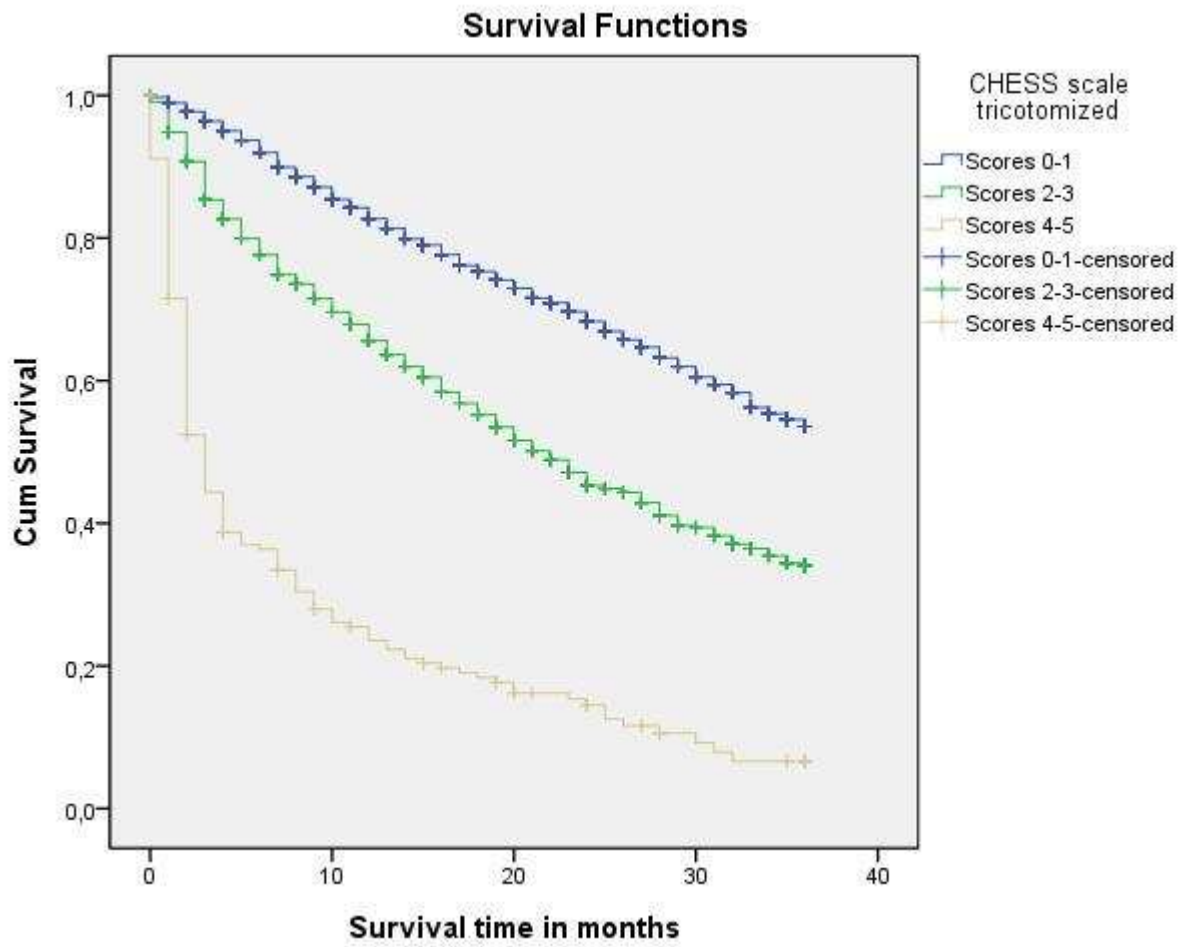 Survival Functions
CHESS scale
tricotomized
Scores 0-1
Scores 2-3
Scores 4-5
Scores 0-1-censored
Scores 2-3-censored
Scores 4-5-censored
Cum Survival
1,0
0,8
0,6
0,4
0,2
0,0
0 10 20 30 40
Survival time in months